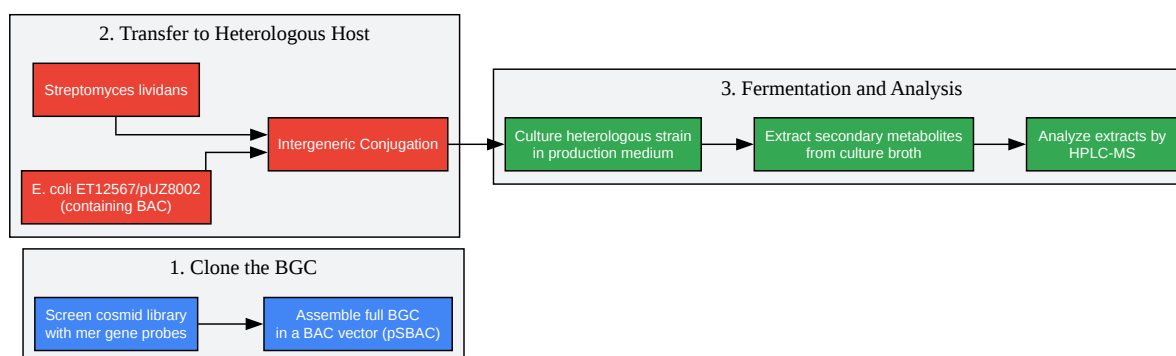 2. Transfer to Heterologous Host
Streptomyces lividans
E. coli ET12567/pUZ8002
(containing BAC)
Intergeneric Conjugation
3. Fermentation and Analysis
Culture heterologous strain
in production medium
Extract secondary metabolites
from culture broth
Analyze extracts by
HPLC-MS
1. Clone the BGC
Screen cosmid library
with mer gene probes
Assemble full BGC
in a BAC vector (pSBAC)